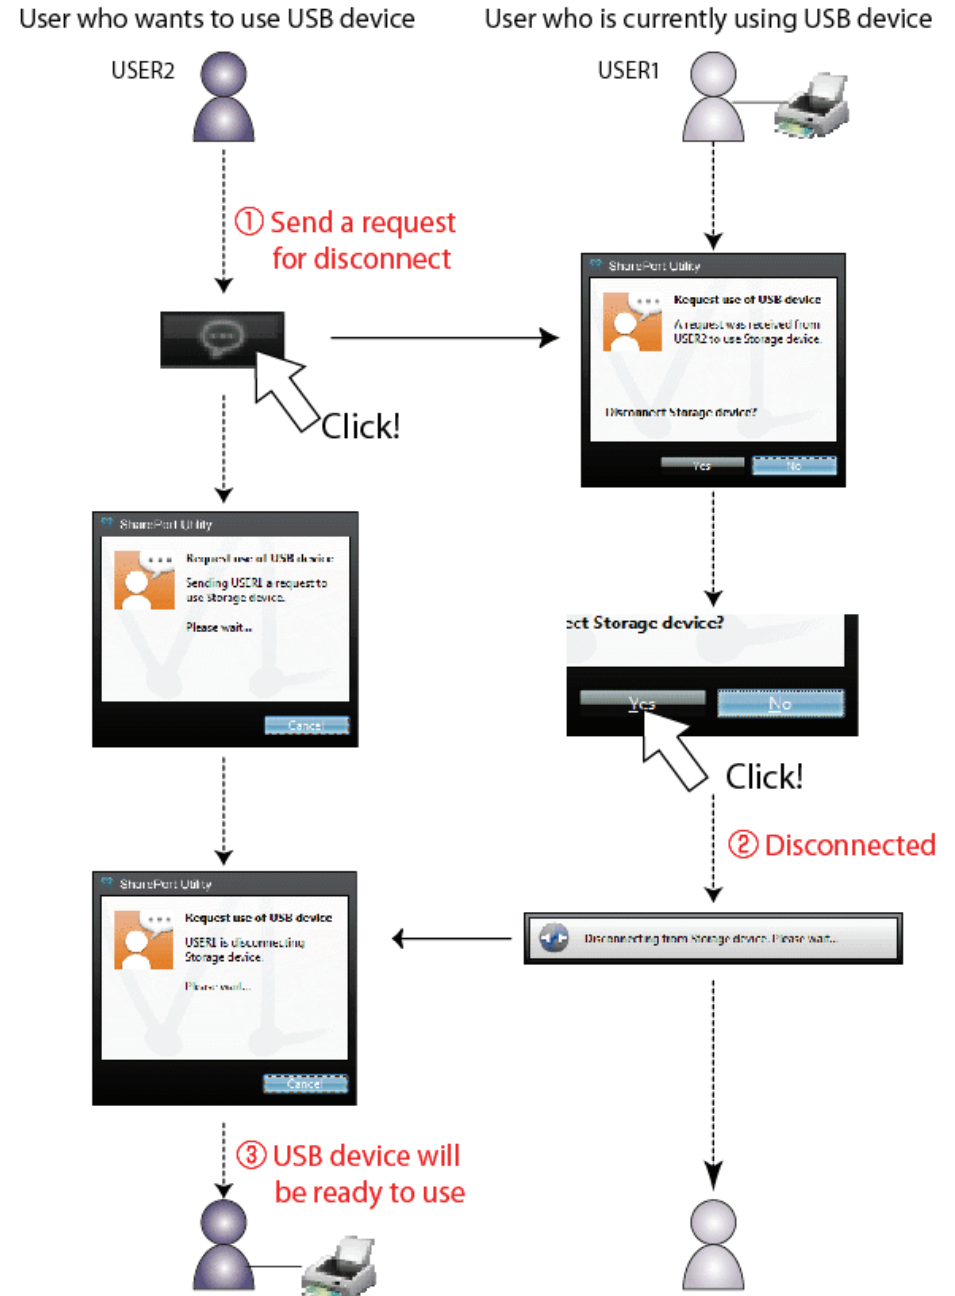 User who wants to use USB device
User who is currently using USB device
USER2
USER1
① Send a request
for disconnect
SharePort Utility
Request use of USB device
A request was received from
USER2 to use Storage device.
Disconnect Storage device?
Yes
No
Click!
SharePort Utility
Request use of USB device
Sending USER1 a request to
use Storage device.
Please wait...
Cancel
ect Storage device?
Yes
No
Click!
② Disconnected
SharePort Utility
Request use of USB device
USER1 is disconnecting
Storage device.
Please wait...
Cancel
Disconnecting from Storage device. Please wait...
③ USB device will
be ready to use